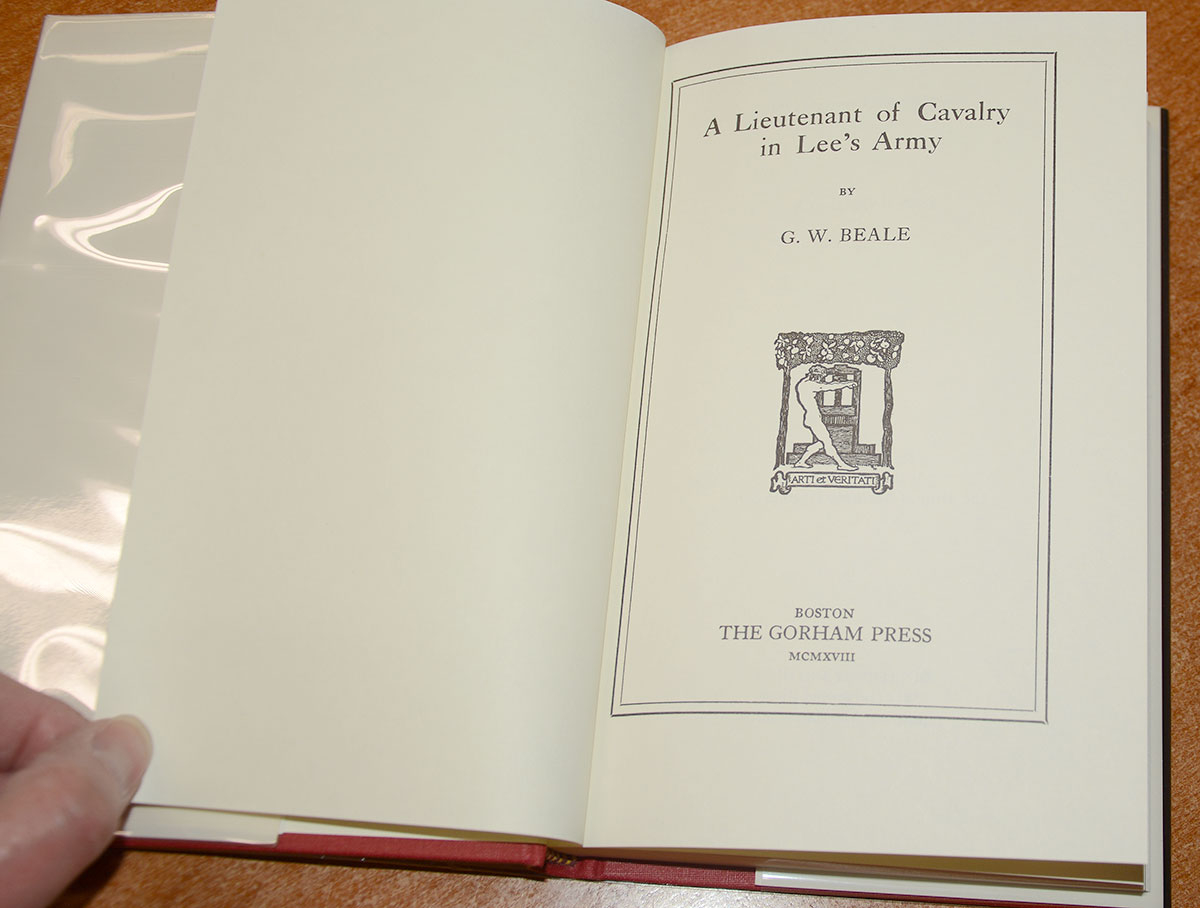 A Lieutenant of Cavalry
in Lee's Army
BY
G. W. BEALE
ARTI et VERITATI
BOSTON
THE GORHAM PRESS
MCMXVIII